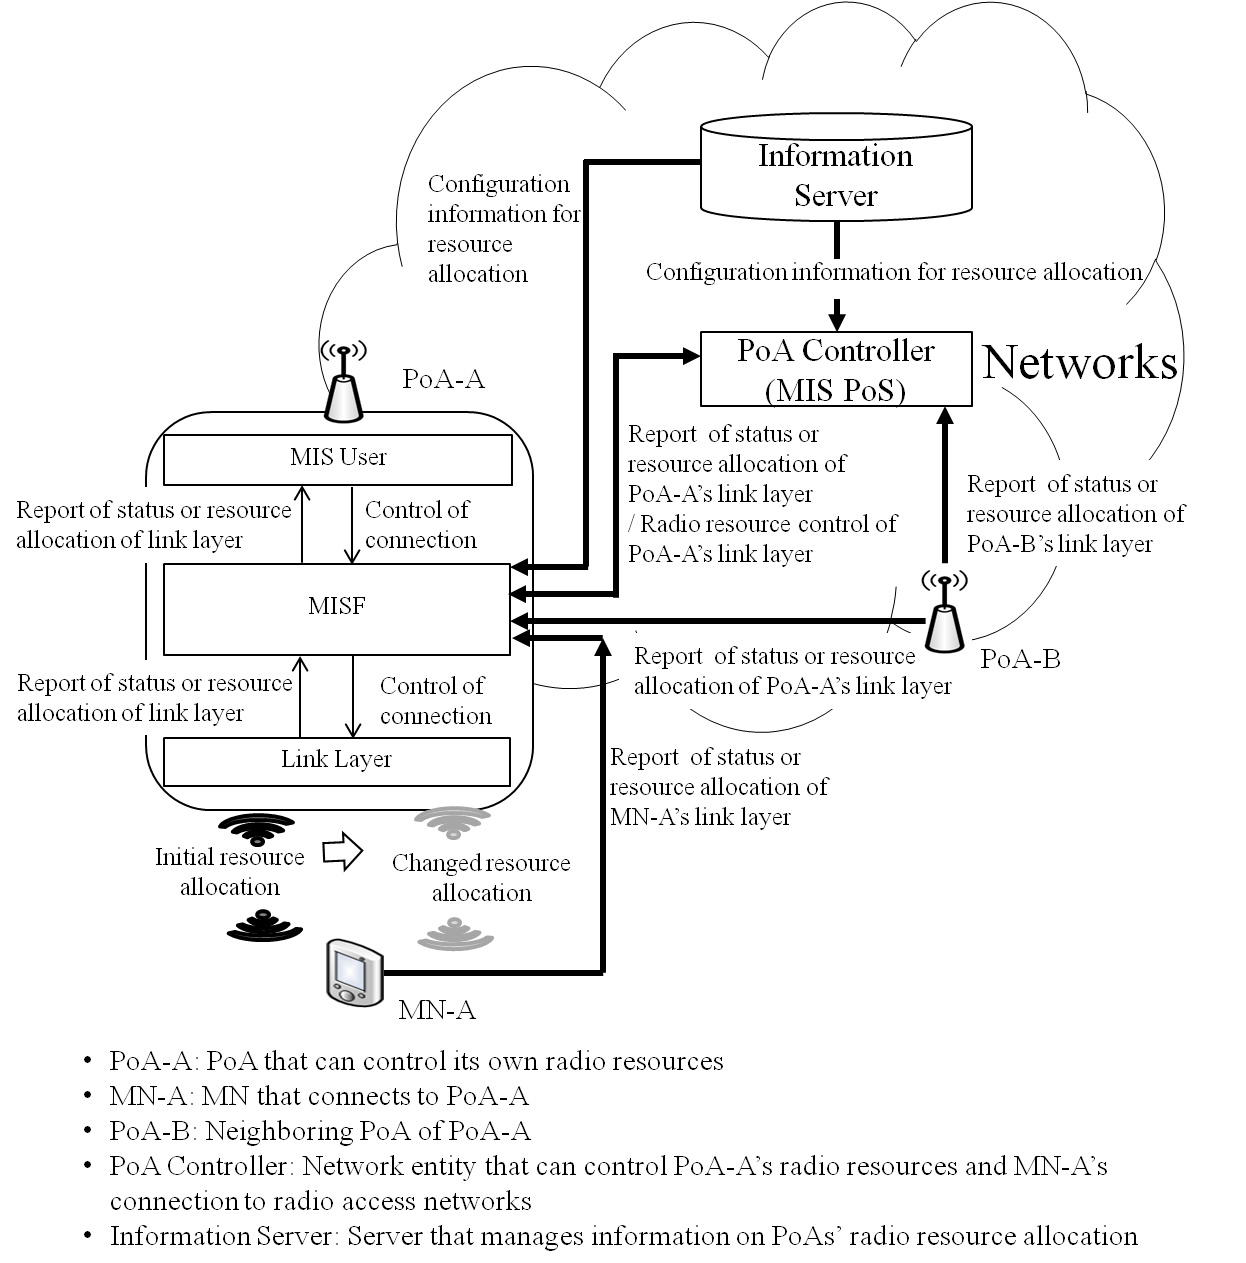 Information
Server
Configuration
information for
resource
allocation
Configuration information for resource allocation
PoA Controller
(MIS PoS)
Networks
PoA-A
MIS User
Report of status or resource
allocation of link layer
Control of
connection
Report of status or
resource allocation of
PoA-A’s link layer
/ Radio resource control of
PoA-A’s link layer
Report of status or
resource allocation of
PoA-B’s link layer
MISF
PoA-B
Report of status or resource
allocation of PoA-A’s link layer
Report of status or resource
allocation of link layer
Control of
connection
Link Layer
Report of status or
resource allocation of
MN-A’s link layer
Initial resource
allocation
Changed resource
allocation
MN-A
• PoA-A: PoA that can control its own radio resources
• MN-A: MN that connects to PoA-A
• PoA-B: Neighboring PoA of PoA-A
• PoA Controller: Network entity that can control PoA-A’s radio resources and MN-A’s
connection to radio access networks
• Information Server: Server that manages information on PoAs’ radio resource allocation